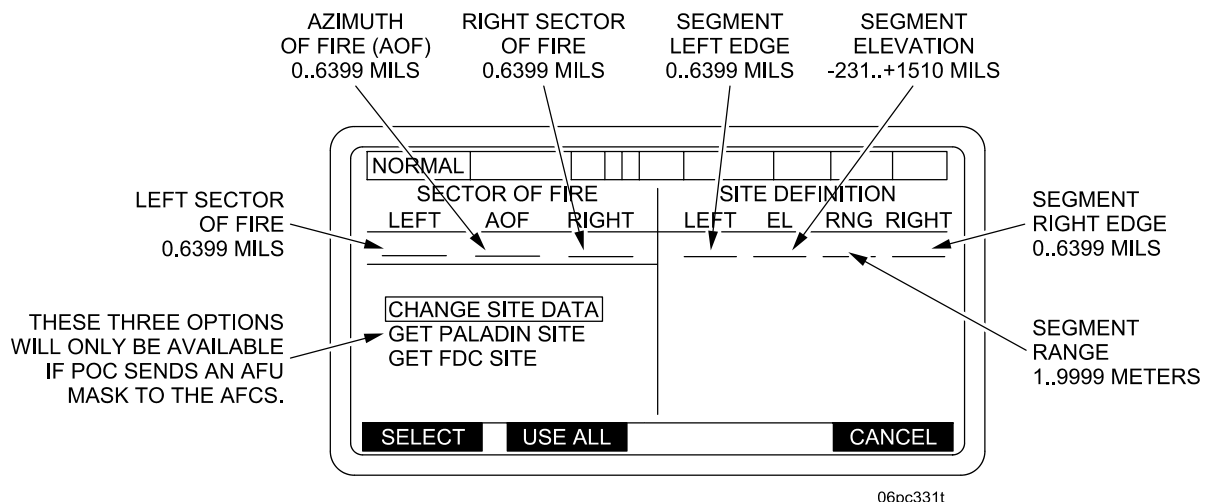 AZIMUTH
OF FIRE (AOF)
0..6399 MILS
RIGHT SECTOR
OF FIRE
0.6399 MILS
SEGMENT
LEFT EDGE
0..6399 MILS
SEGMENT
ELEVATION
-231..+1510 MILS
LEFT SECTOR
OF FIRE
0.6399 MILS
NORMAL
SECTOR OF FIRE
LEFT AOF RIGHT
SITE DEFINITION
LEFT EL RNG RIGHT
SEGMENT
RIGHT EDGE
0..6399 MILS
THESE THREE OPTIONS
WILL ONLY BE AVAILABLE
IF POC SENDS AN AFU
MASK TO THE AFCS.
CHANGE SITE DATA
GET PALADIN SITE
GET FDC SITE
SEGMENT
RANGE
1..9999 METERS
SELECT USE ALL CANCEL
06pc331t